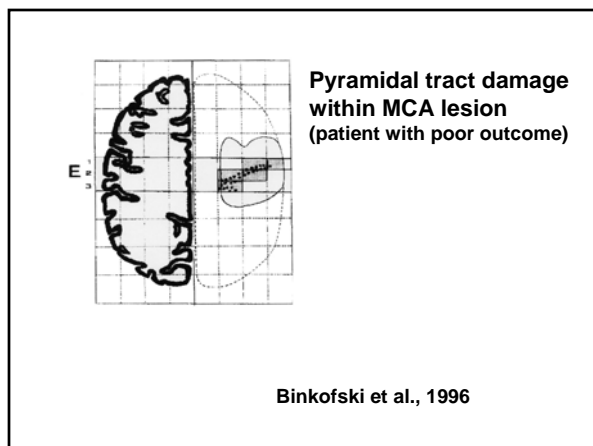 Pyramidal tract damage
within MCA lesion
(patient with poor outcome)
E
Binkofski et al., 1996